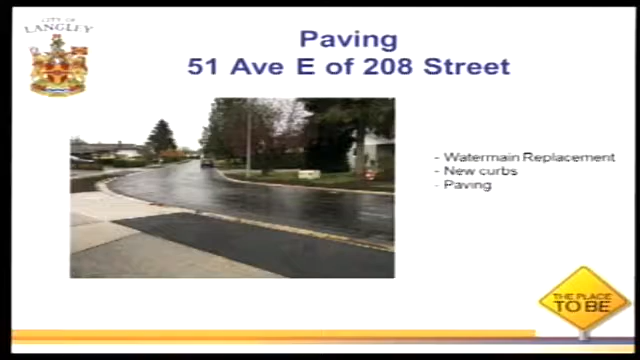 CITY OF
LANGLEY
Paving
51 Ave E of 208 Street
- Watermain Replacement
- New curbs
- Paving
THE PLACE
TO BE